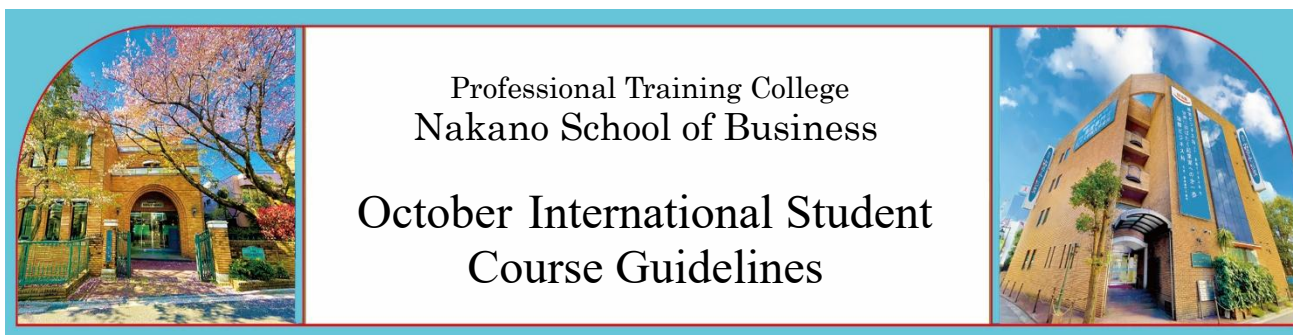 Professional Training College
Nakano School of Business
October International Student
Course Guidelines